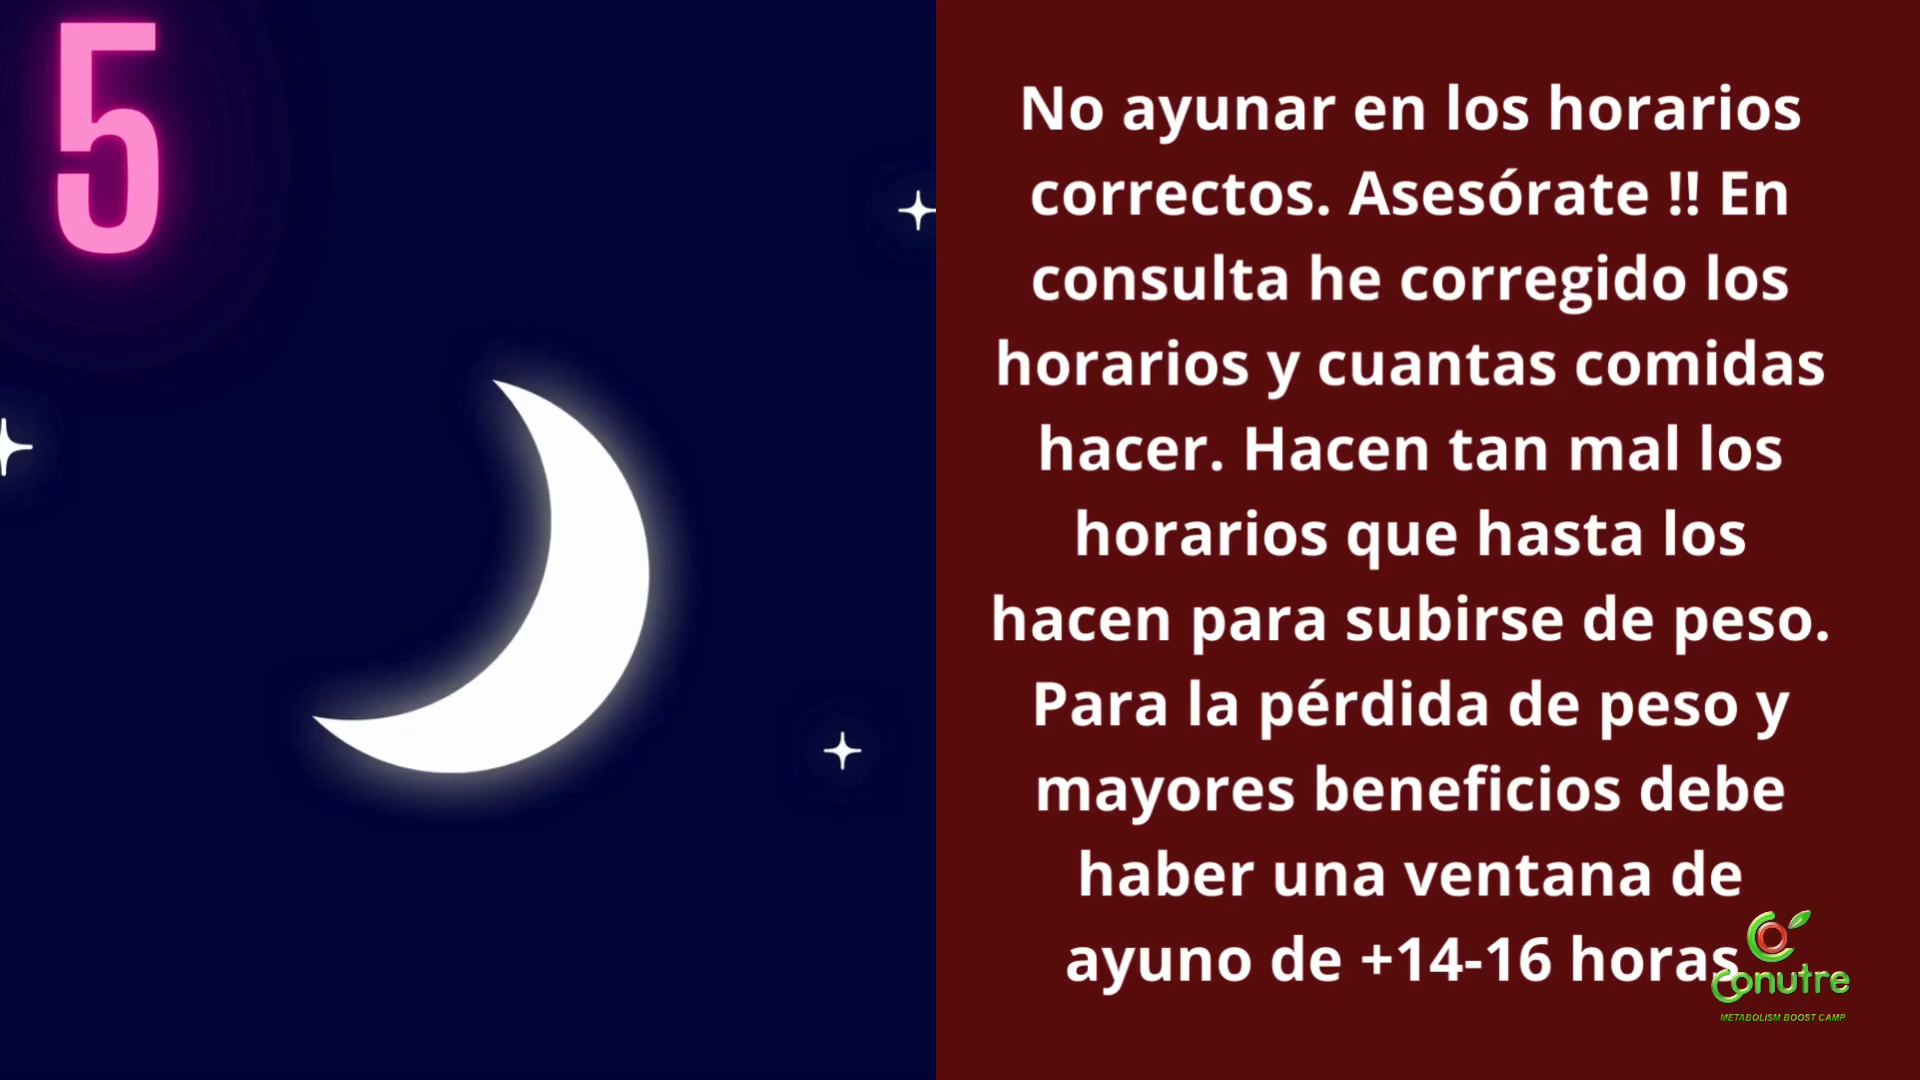 5
No ayunar en los horarios
correctos. Asesórate !! En
consulta he corregido los
horarios y cuantas comidas
hacer. Hacen tan mal los
horarios que hasta los
hacen para subirse de peso.
Para la pérdida de peso y
mayores beneficios debe
haber una ventana de
ayuno de +14-16 horas
Conutre
METABOLISM BOOST CAMP